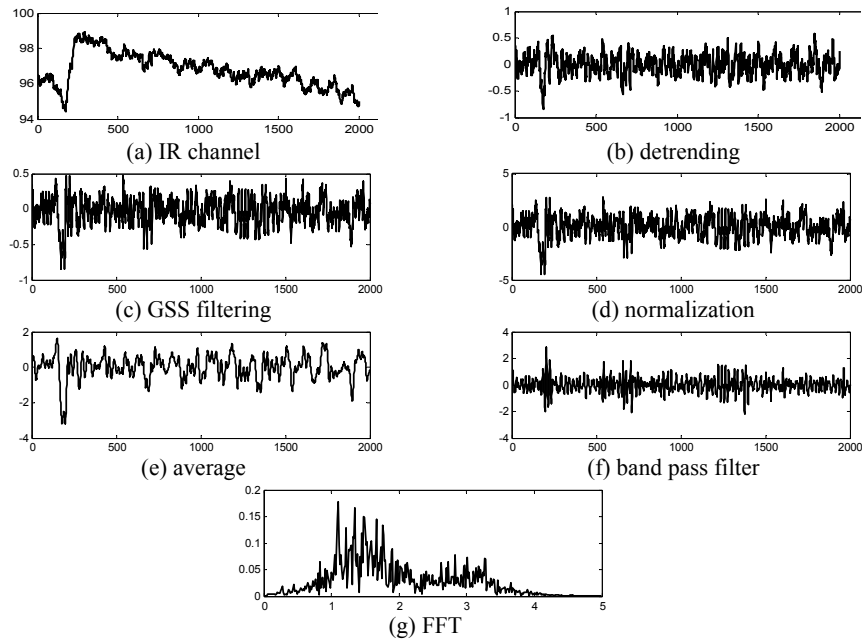 100
98
96
94
0 500 1000 1500 2000
(a) IR channel
1
0.5
0
-0.5
-1
0 500 1000 1500 2000
(b) detrending
0.5
0
-0.5
-1
0 500 1000 1500 2000
(c) GSS filtering
5
0
-5
0 500 1000 1500 2000
(d) normalization
2
0
-2
-4
0 500 1000 1500 2000
(e) average
4
2
0
-2
-4
0 500 1000 1500 2000
(f) band pass filter
0.2
0.15
0.1
0.05
0
0 1 2 3 4 5
(g) FFT